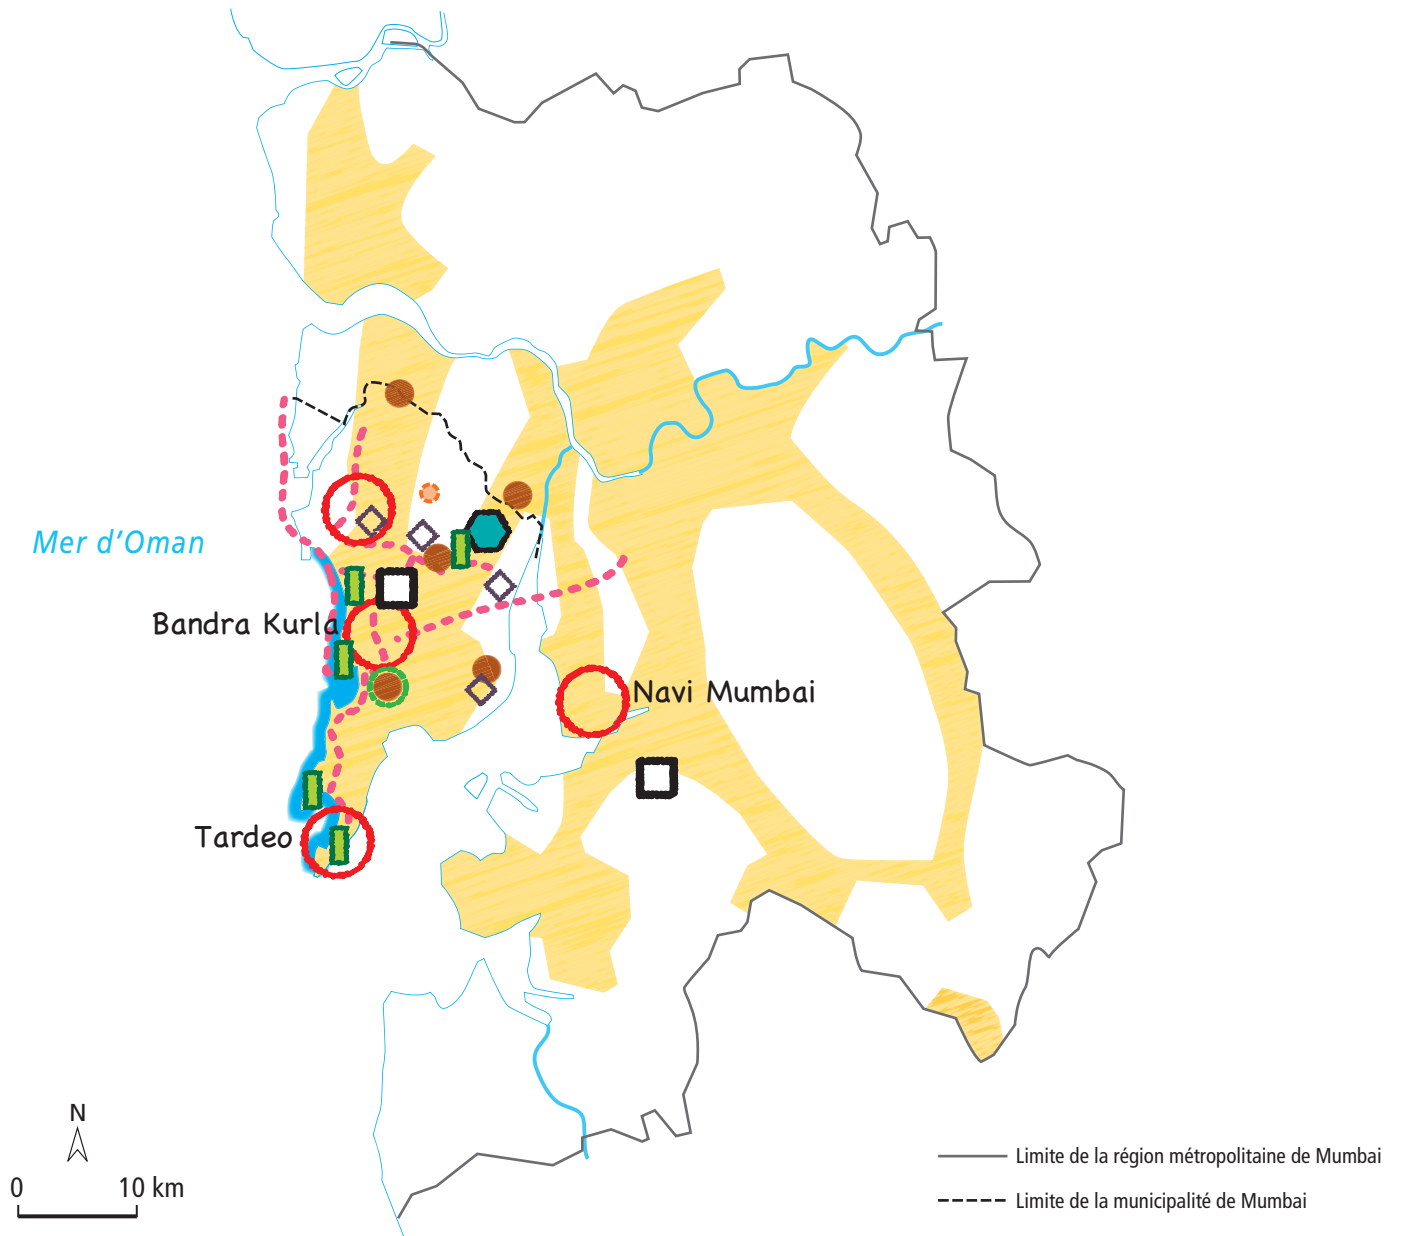 Mer d'Oman
Bandra Kurla
Navi Mumbai
Tardeo
N
0 10 km
Limite de la région métropolitaine de Mumbai
Limite de la municipalité de Mumbai